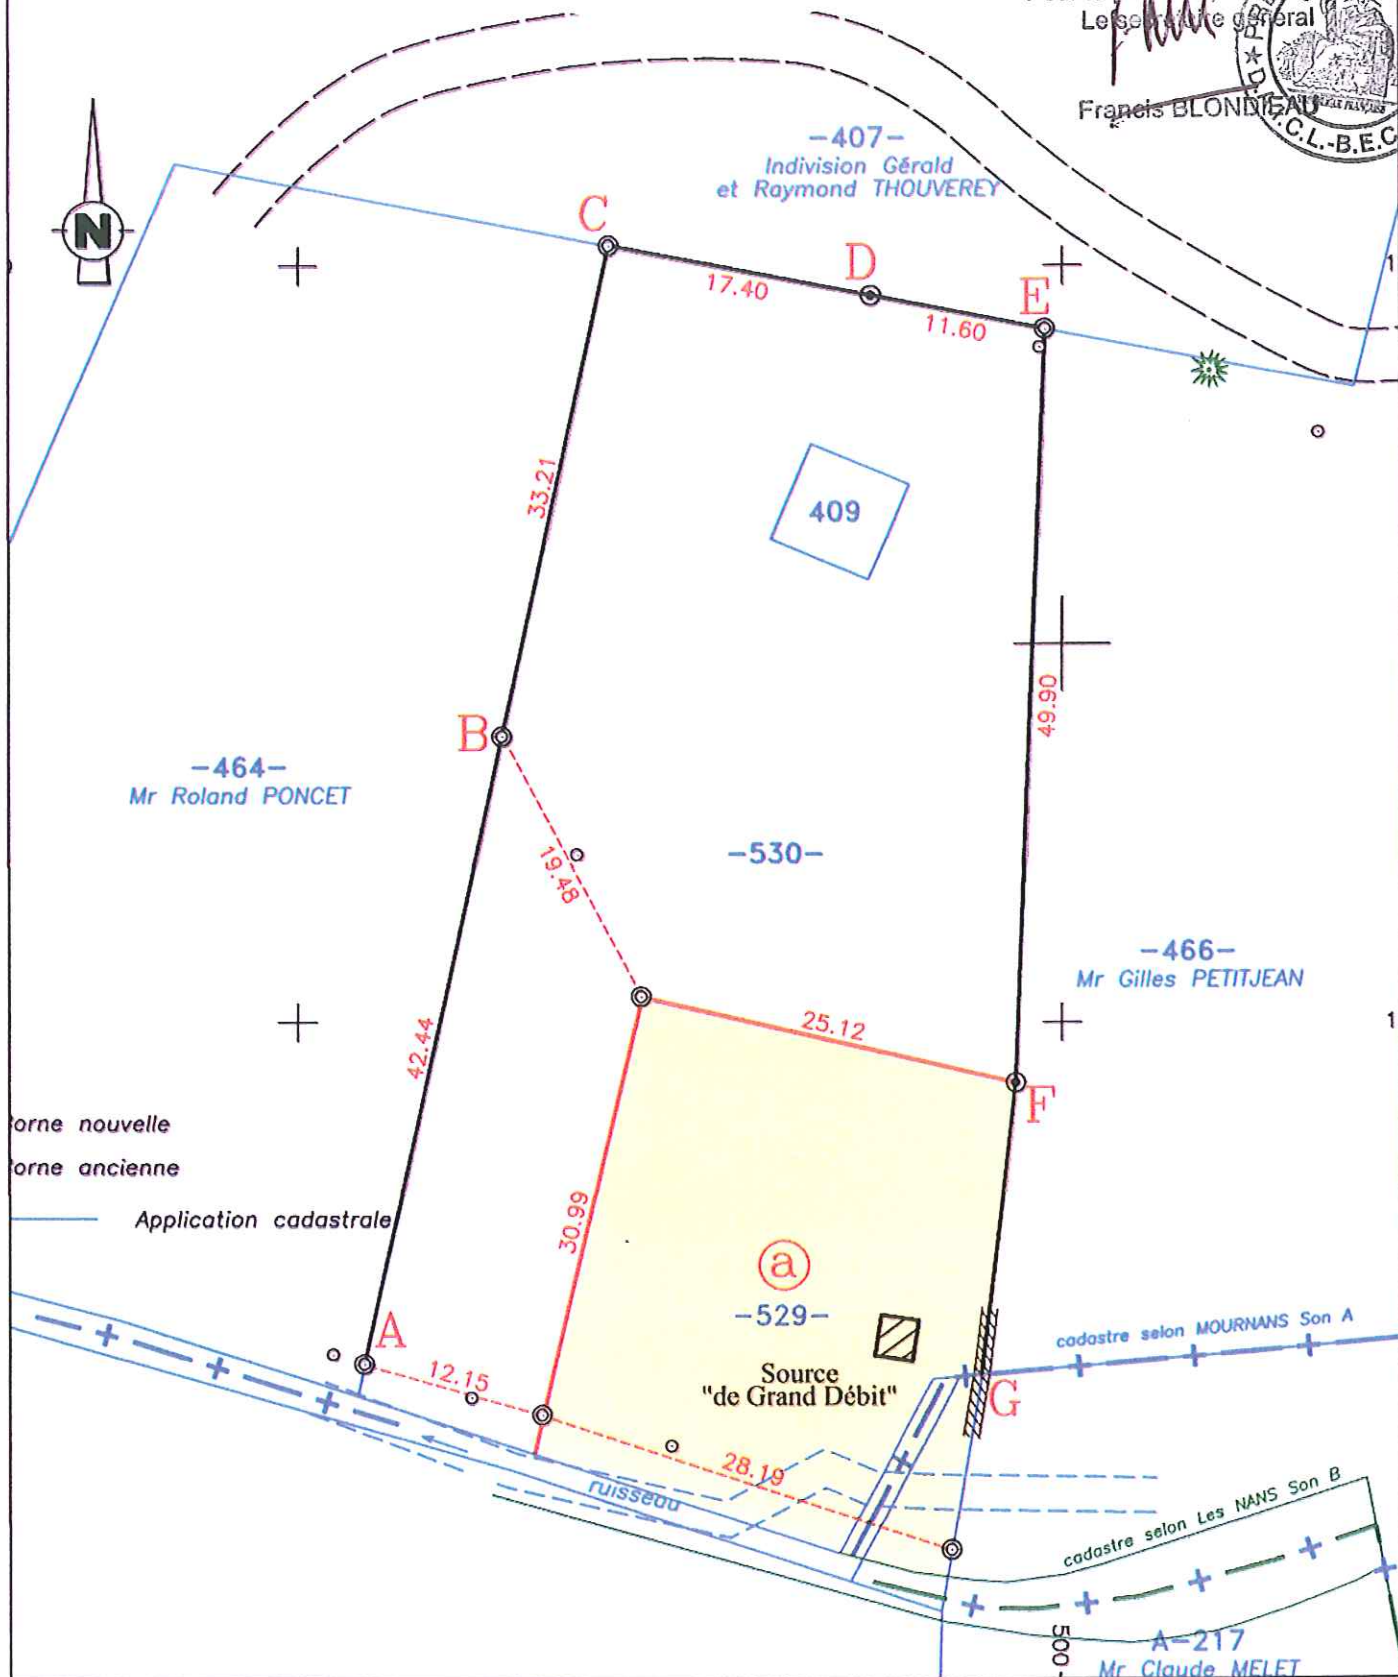 Le secrétaire général
Francis BLONDIEAU
D.M.C.L.-B.E.C
N
-407-
Indivision Gérald
et Raymond THOUVEREY
C
D
E
17.40
11.60
33.21
409
49.90
B
-464-
Mr Roland PONCET
19.48
-530-
-466-
Mr Gilles PETITJEAN
25.12
42.44
F
orne nouvelle
orne ancienne
Application cadastrale
30.99
a
-529-
Source
"de Grand Débit"
A
12.15
G
cadastre selon MOURNANS Son A
28.19
ruisseau
cadastre selon Les NANS Son B
500-
A-217
Mr Claude MELET